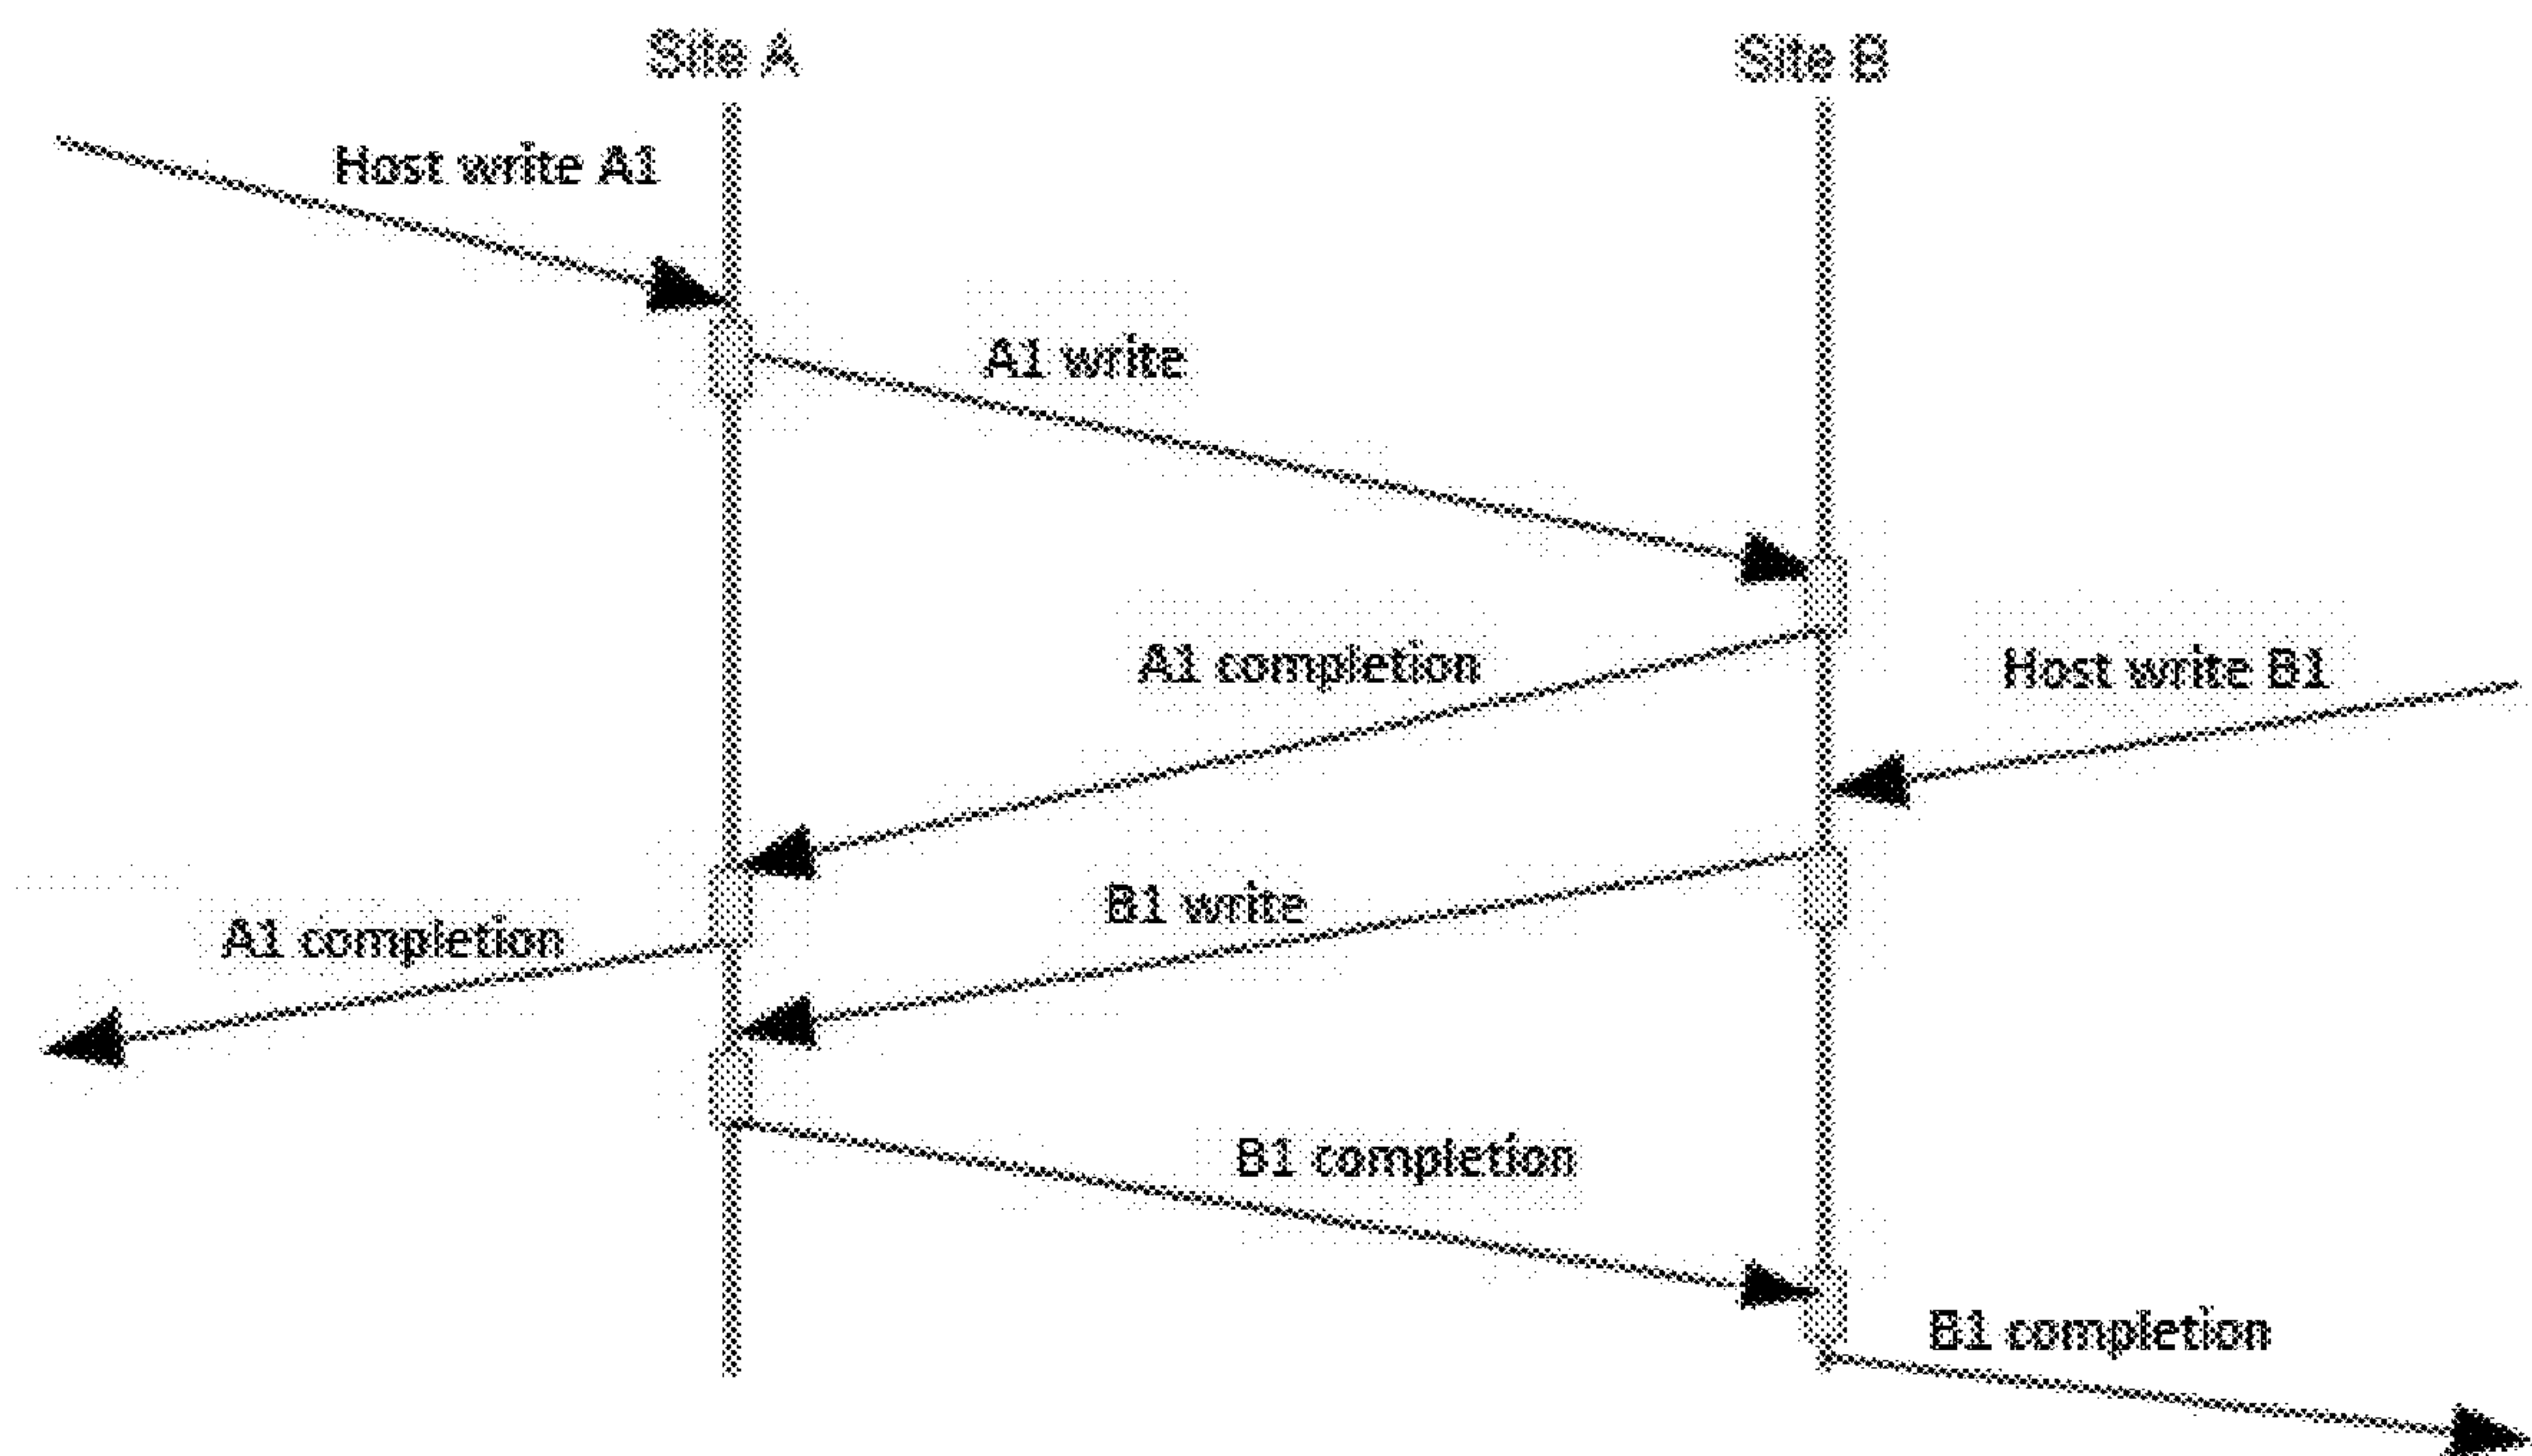 Site A
Site B
Host write A1
A1 write
A1 completion
Host write B1
B1 write
A1 completion
B1 completion
B1 completion